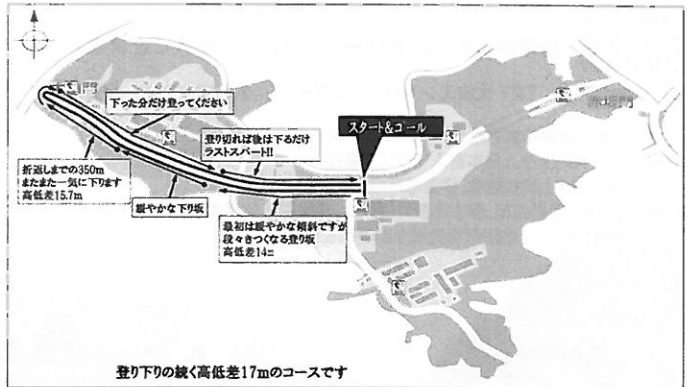 下った分だけ登ってください
登り切れば後は下るだけ
ラストスパート!!
スタート&ゴール
折返しまでの350m
またまた一気に下ります
高低差15.7m
緩やかな下り坂
最初は緩やかな傾斜ですが
段々きつくなる登り坂
高低差14m
登り下りの続く高低差17mのコースです